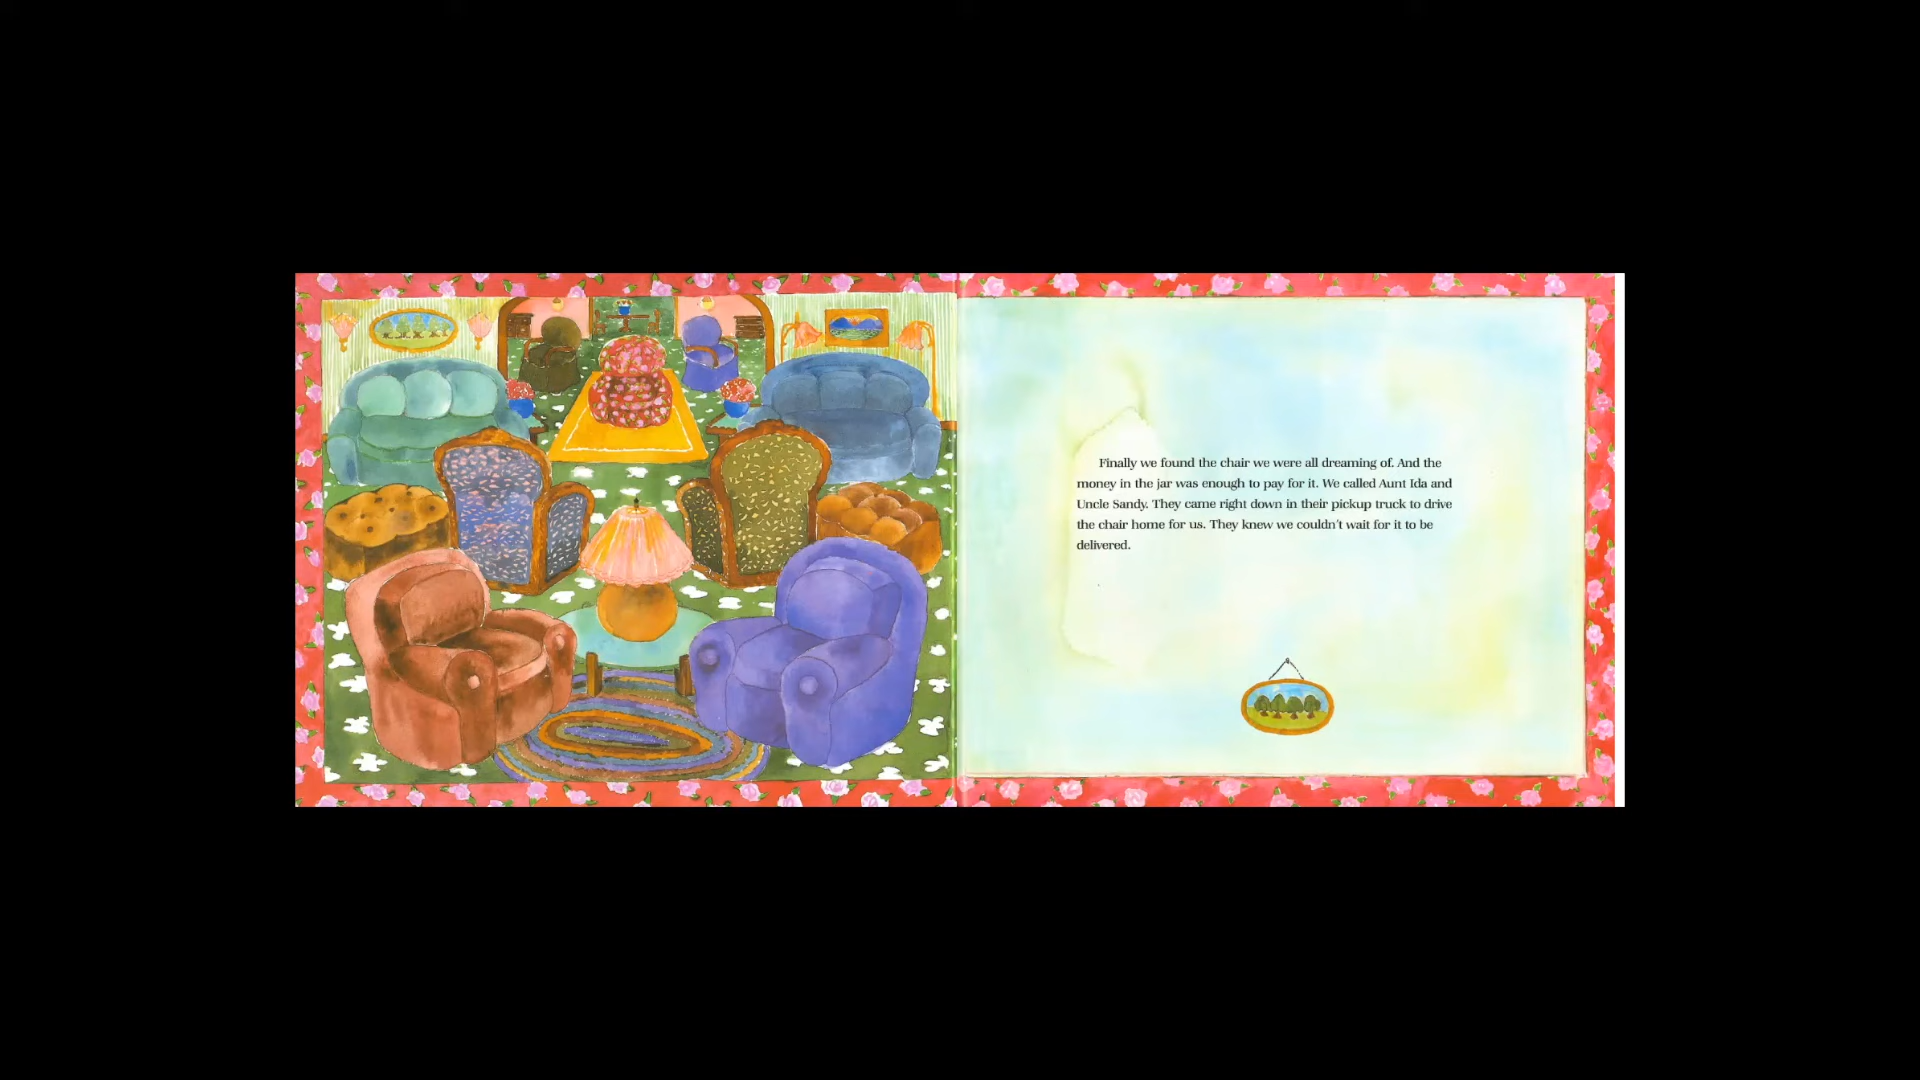 Finally we found the chair we were all dreaming of. And the
money in the jar was enough to pay for it. We called Aunt Ida and
Uncle Sandy. They came right down in their pickup truck to drive
the chair home for us. They knew we couldn't wait for it to be
delivered.